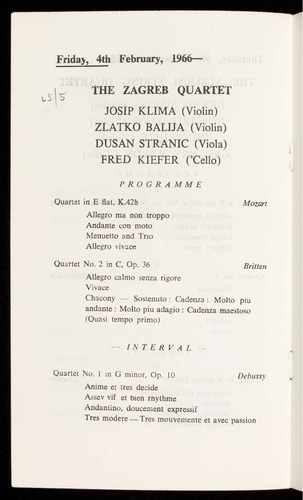 Friday, 4th February, 1966—
65/5
THE ZAGREB QUARTET
JOSIP KLIMA (Violin)
ZLATKO BALIJA (Violin)
DUSAN STRANIC (Viola)
FRED KIEFER ('Cello)
PROGRAMME
Quartet in E flat, K.428 Mozart
Allegro ma non troppo
Andante con moto
Menuetto and Trio
Allegro vivace
Quartet No. 2 in C, Op. 36 Britten
Allegro calmo senza rigore
Vivace
Chacony — Sostenuto : Cadenza : Molto piu
andante : Molto piu adagio : Cadenza maestoso
(Quasi tempo primo)
— INTERVAL —
Quartet No. 1 in G minor, Op. 10 Debussy
Anime et tres decide
Assev vif et bien rhythme
Andantino, doucement expressif
Tres modere — Tres mouvemente et avec passion